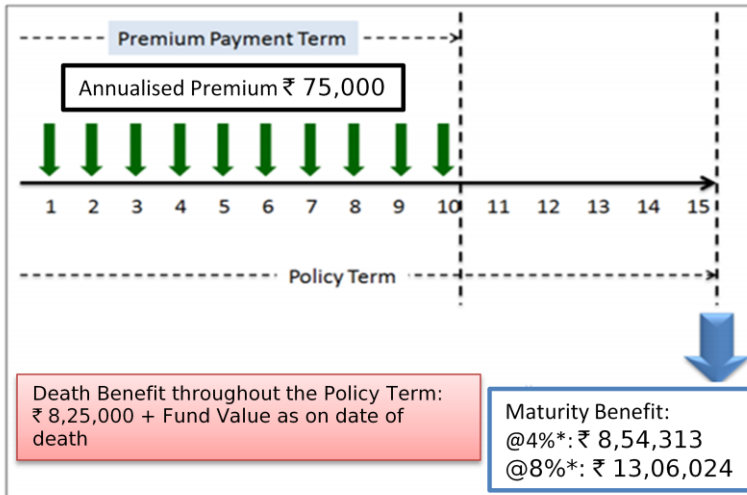 Premium Payment Term
Annualised Premium ₹ 75,000
1 2 3 4 5 6 7 8 9 10 11 12 13 14 15
Policy Term
Death Benefit throughout the Policy Term:
₹ 8,25,000 + Fund Value as on date of
death
Maturity Benefit:
@4%*: ₹ 8,54,313
@8%*: ₹ 13,06,024